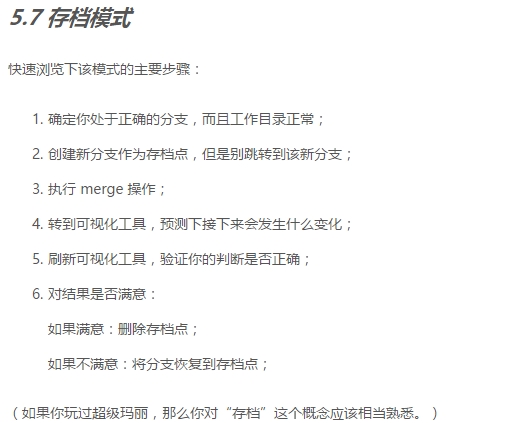 5.7 存档模式
快速浏览下该模式的主要步骤：
1. 确定你处于正确的分支，而且工作目录正常；
2. 创建新分支作为存档点，但是别跳转到该新分支；
3. 执行 merge 操作；
4. 转到可视化工具，预测下接下来会发生什么变化；
5. 刷新可视化工具，验证你的判断是否正确；
6. 对结果是否满意：
如果满意：删除存档点；
如果不满意：将分支恢复到存档点；
（如果你玩过超级玛丽，那么你对“存档”这个概念应该相当熟悉。）